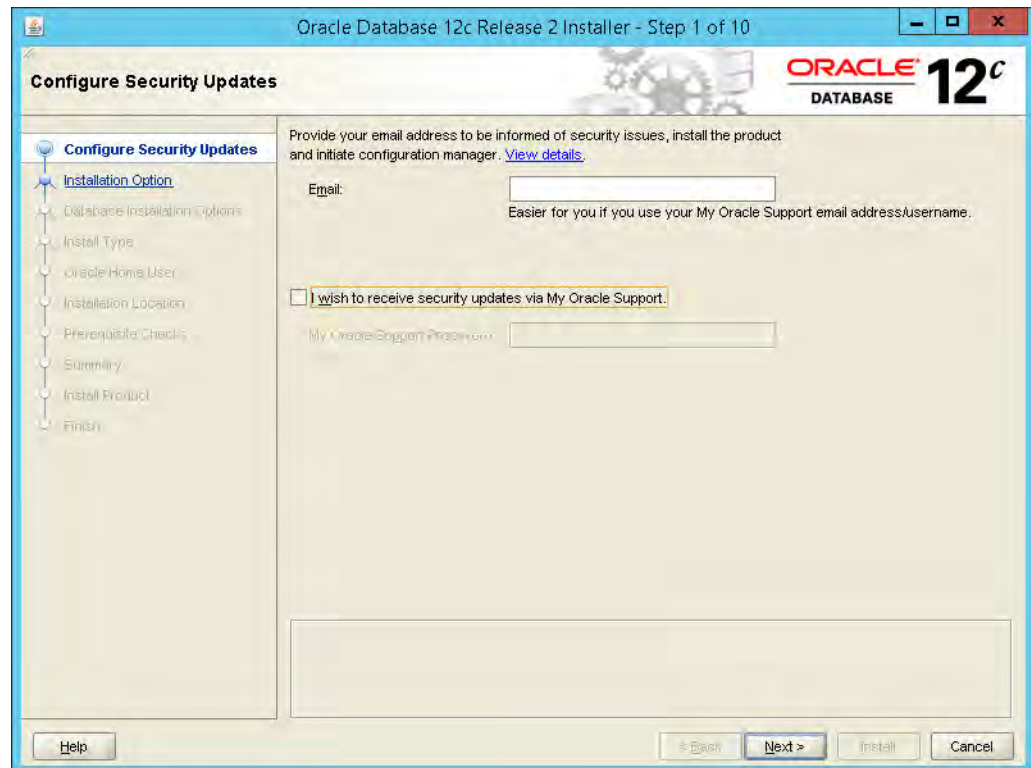 Oracle Database 12c Release 2 Installer - Step 1 of 10
Configure Security Updates
ORACLE
DATABASE
12c
Configure Security Updates
Installation Option
Database Installation Options
Install Type
Oracle Home User
Installation Location
Prerequisite Checks
Summary
Install Product
Finish
Provide your email address to be informed of security issues, install the product
and initiate configuration manager. View details.
Email:
Easier for you if you use your My Oracle Support email address/username.
I wish to receive security updates via My Oracle Support.
My Oracle Support Password:
Help
< Back
Next >
Install
Cancel